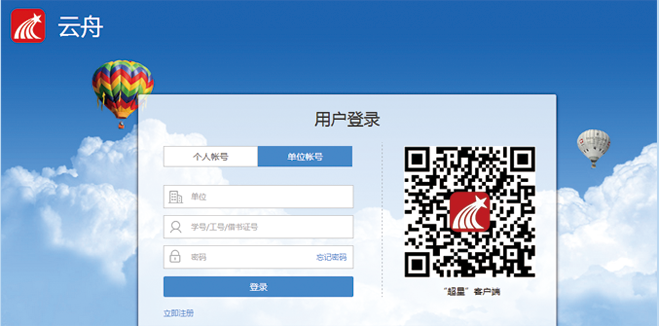 云舟
用户登录
个人帐号 单位帐号
单位
学号/工号/借书证号
密码 忘记密码
登录
立即注册
“超星”客户端